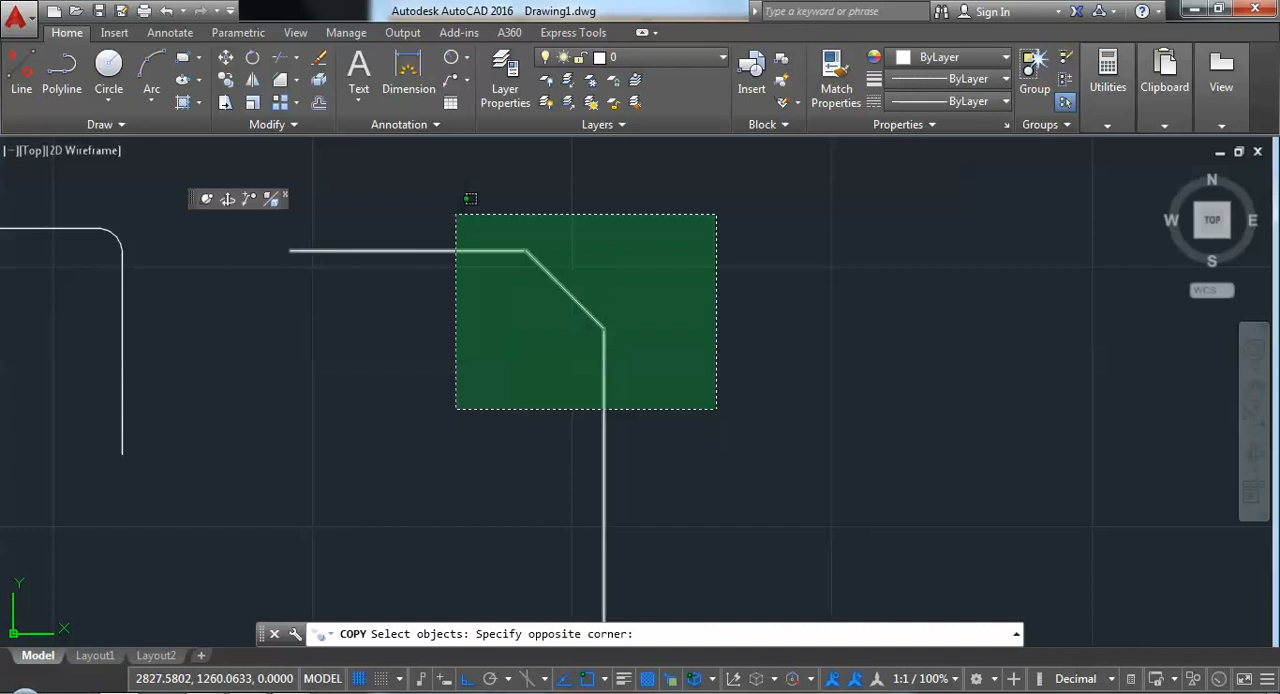 Autodesk AutoCAD 2016 Drawing1.dwg
Type a keyword or phrase
Sign In
Home Insert Annotate Parametric View Manage Output Add-ins A360 Express Tools
Line Polyline Circle Arc
Text Dimension
Layer
Properties
0
Insert
Match
Properties
ByLayer
ByLayer
ByLayer
Group
Utilities
Clipboard
View
Draw Modify Annotation Layers Block Properties Groups
[−][Top][2D Wireframe]
N
W TOP E
S
WCS
Y
X
COPY Select objects: Specify opposite corner:
Model Layout1 Layout2
2827.5802, 1260.0633, 0.0000 MODEL 1:1 / 100% Decimal